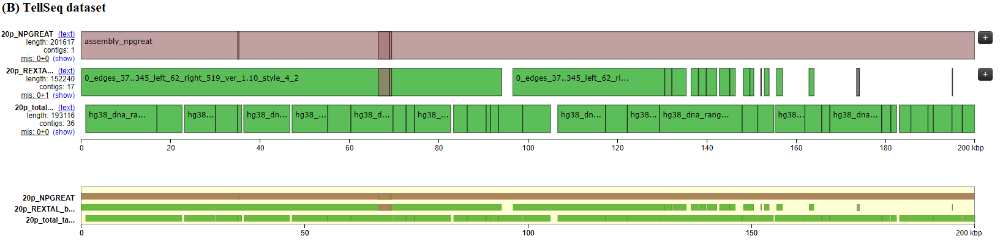 (B) TellSeq dataset
20p_NPGREAT (text)
length: 201617
contigs: 1
mis: 0+0 (show)
assembly_npgreat
+
20p_REXTA... (text)
length: 152240
contigs: 17
mis: 0+1 (show)
0_edges_37..345_left_62_right_519_ver_1.10_style_4_2
0_edges_37..345_left_62_ri...
+
20p_total... (text)
length: 193116
contigs: 36
mis: 0+0 (show)
hg38_dna_ra... hg38... hg38_dn... hg38_... hg38_d... hg38_... hg38_dn... hg38... hg38_dna_rang... hg38... hg38_dna...
0 20 40 60 80 100 120 140 160 180 200 kbp
20p_NPGREAT
20p_REXTAL_b...
20p_total_ta...
0 50 100 150 200 kbp